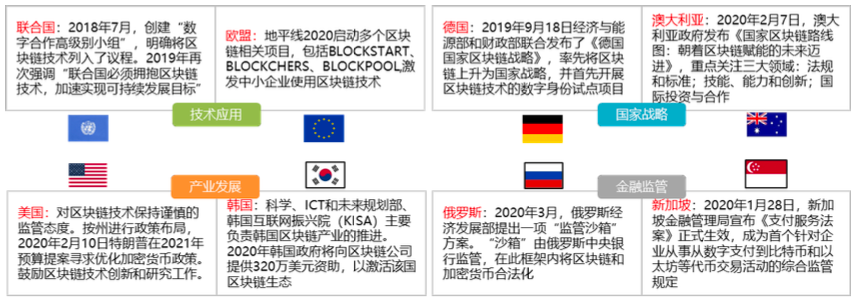 联合国：2018年7月，创建“数
字合作高级别小组”，明确将区
块链技术列入了议程。2019年再
次强调“联合国必须拥抱区块链
技术，加速实现可持续发展目标”
欧盟：地平线2020启动多个区块
链相关项目，包括BLOCKSTART、
BLOCKCHERS、BLOCKPOOL,激
发中小企业使用区块链技术
技术应用
德国：2019年9月18日经济与能
源部和财政部联合发布了《德国
国家区块链战略》，率先将区块
链上升为国家战略，并首先开展
区块链技术的数字身份试点项目
澳大利亚：2020年2月7日，澳大
利亚政府发布《国家区块链路线
图：朝着区块链赋能的未来迈
进》，重点关注三大领域：法规
和标准；技能、能力和创新；国
际投资与合作
国家战略
产业发展
美国：对区块链技术保持谨慎的
监管态度。按州进行政策布局，
2020年2月10日特朗普在2021年
预算提案寻求优化加密货币政策。
鼓励区块链技术创新和研究工作。
韩国：科学、ICT和未来规划部、
韩国互联网振兴院（KISA）主要
负责韩国区块链产业的推进。
2020年韩国政府将向区块链公司
提供320万美元资助，以激活该国
区块链生态
金融监管
俄罗斯：2020年3月，俄罗斯经
济发展部提出一项“监管沙箱”
方案。“沙箱”由俄罗斯中央银
行监管，在此框架内将区块链和
加密货币合法化
新加坡：2020年1月28日，新加
坡金融管理局宣布《支付服务法
案》正式生效，成为首个针对企
业从事从数字支付到比特币和以
太坊等代币交易活动的综合监管
规定